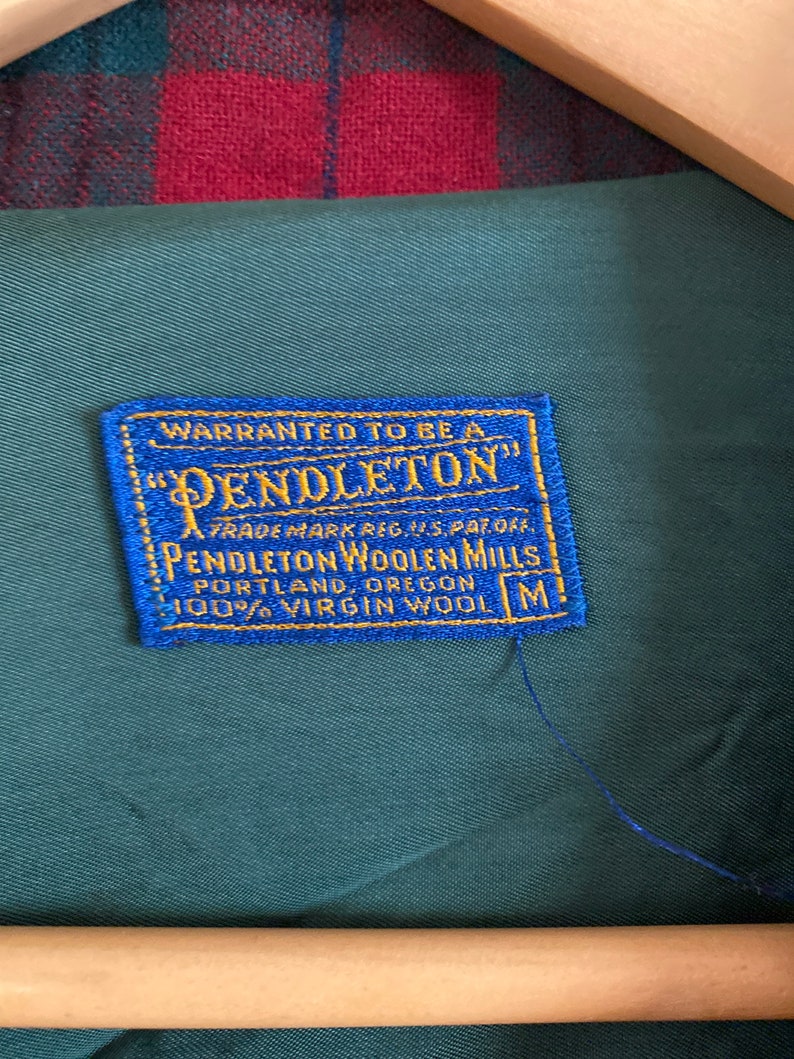 WARRANTED TO BE A
"PENDLETON"
TRADE MARK REG. U.S. PAT. OFF.
PENDLETON WOOLEN MILLS
PORTLAND, OREGON
100% VIRGIN WOOL M